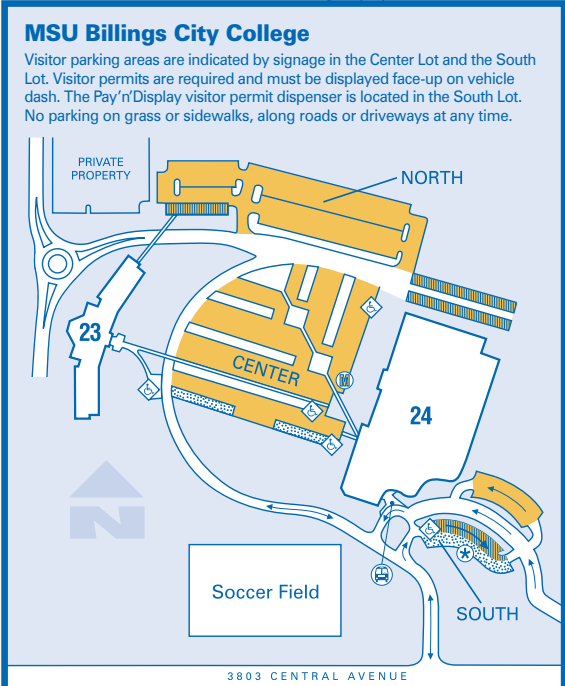 MSU Billings City College
Visitor parking areas are indicated by signage in the Center Lot and the South
Lot. Visitor permits are required and must be displayed face-up on vehicle
dash. The Pay’n’Display visitor permit dispenser is located in the South Lot.
No parking on grass or sidewalks, along roads or driveways at any time.
PRIVATE
PROPERTY
NORTH
23
CENTER
M
24
N
Soccer Field
SOUTH
3803 CENTRAL AVENUE